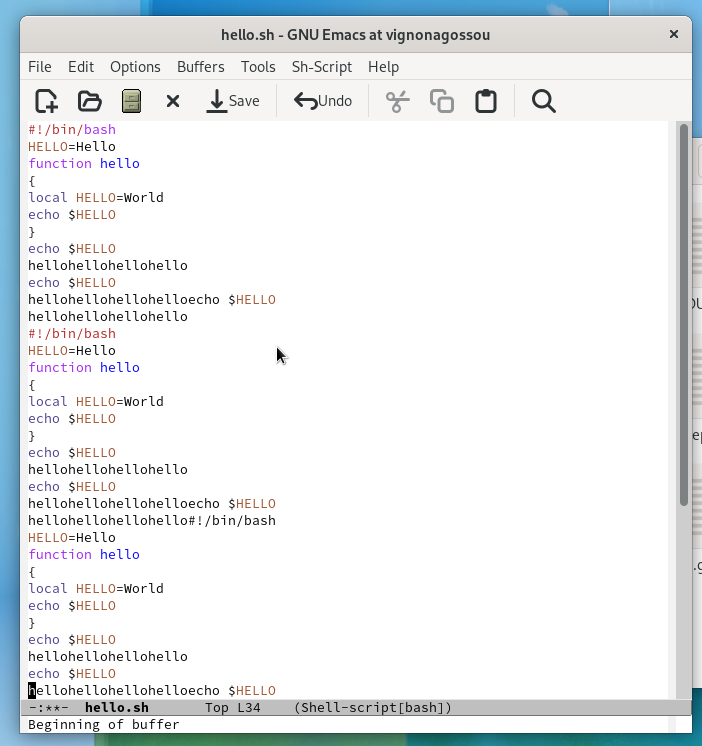 hello.sh - GNU Emacs at vignonagossou
File Edit Options Buffers Tools Sh-Script Help
Save Undo
#!/bin/bash
HELLO=Hello
function hello
{
local HELLO=World
echo $HELLO
}
echo $HELLO
hellohellohellohello
echo $HELLO
hellohellohellohelloecho $HELLO
hellohellohellohello
#!/bin/bash
HELLO=Hello
function hello
{
local HELLO=World
echo $HELLO
}
echo $HELLO
hellohellohellohello
echo $HELLO
hellohellohellohelloecho $HELLO
hellohellohellohello#!/bin/bash
HELLO=Hello
function hello
{
local HELLO=World
echo $HELLO
}
echo $HELLO
hellohellohellohello
echo $HELLO
hellohellohellohelloecho $HELLO
-:**- hello.sh Top L34 (Shell-script[bash])
Beginning of buffer